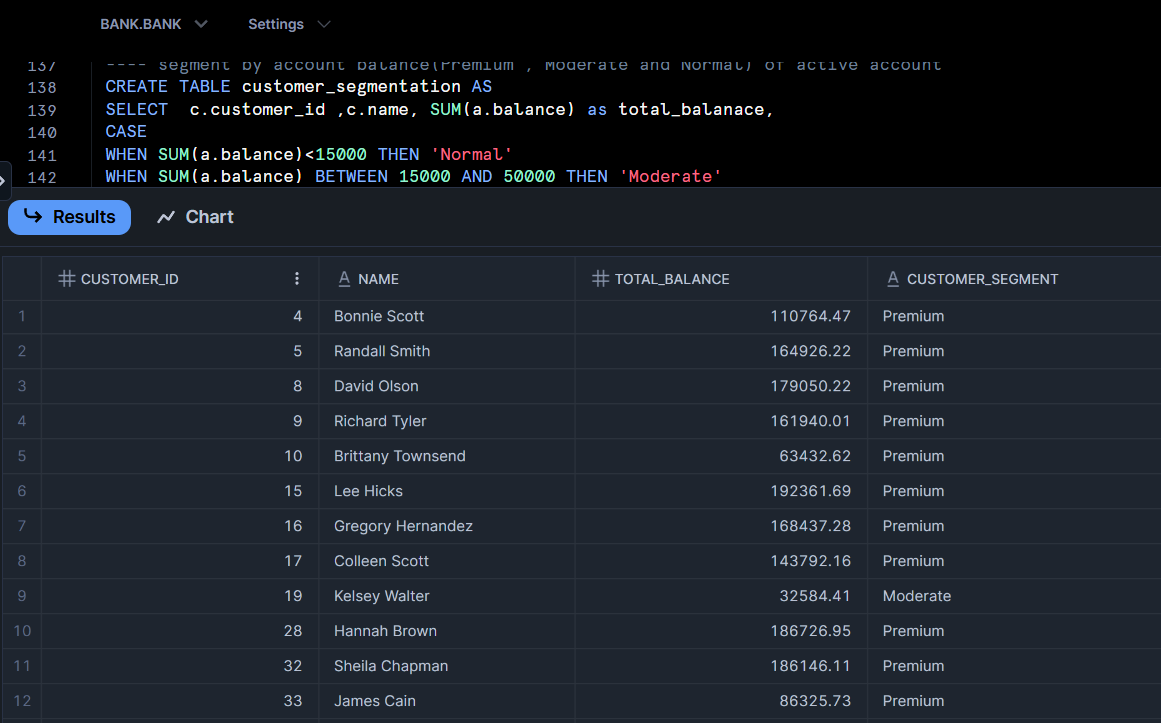 BANK.BANK Settings
137 ---- segment by account balance(Premium , Moderate and Normal) of active account
138 CREATE TABLE customer_segmentation AS
139 SELECT  c.customer_id ,c.name, SUM(a.balance) as total_balanace,
140 CASE
141 WHEN SUM(a.balance)<15000 THEN 'Normal'
142 WHEN SUM(a.balance) BETWEEN 15000 AND 50000 THEN 'Moderate'
Results Chart
# CUSTOMER_ID A NAME # TOTAL_BALANCE A CUSTOMER_SEGMENT
1 4 Bonnie Scott 110764.47 Premium
2 5 Randall Smith 164926.22 Premium
3 8 David Olson 179050.22 Premium
4 9 Richard Tyler 161940.01 Premium
5 10 Brittany Townsend 63432.62 Premium
6 15 Lee Hicks 192361.69 Premium
7 16 Gregory Hernandez 168437.28 Premium
8 17 Colleen Scott 143792.16 Premium
9 19 Kelsey Walter 32584.41 Moderate
10 28 Hannah Brown 186726.95 Premium
11 32 Sheila Chapman 186146.11 Premium
12 33 James Cain 86325.73 Premium